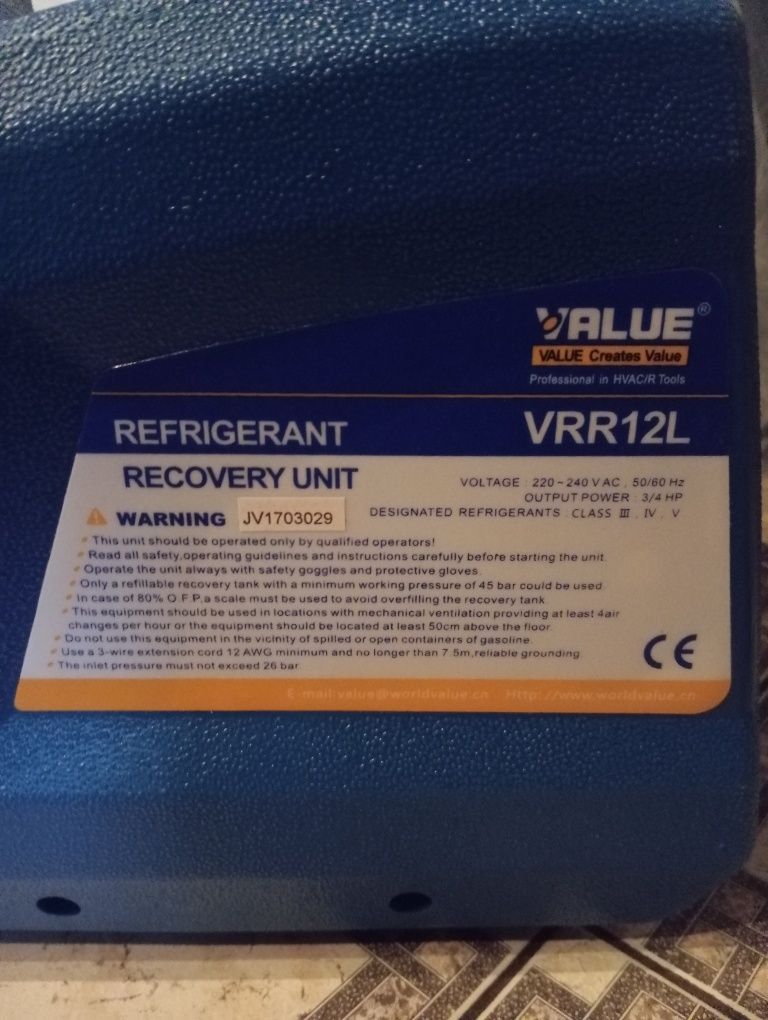 VALUE®
VALUE Creates Value
Professional in HVAC/R Tools
REFRIGERANT VRR12L
RECOVERY UNIT
VOLTAGE : 220~240 V AC , 50/60 Hz
OUTPUT POWER : 3/4 HP
DESIGNATED REFRIGERANTS : CLASS III , IV , V
WARNING JV1703029
This unit should be operated only by qualified operators!
Read all safety,operating guidelines and instructions carefully before starting the unit.
Operate the unit always with safety goggles and protective gloves.
Only a refillable recovery tank with a minimum working pressure of 45 bar could be used.
In case of 80% O.F.P,a scale must be used to avoid overfilling the recovery tank.
This equipment should be used in locations with mechanical ventilation providing at least 4air
changes per hour or the equipment should be located at least 50cm above the floor.
Do not use this equipment in the vicinity of spilled or open containers of gasoline.
Use a 3-wire extension cord 12 AWG minimum and no longer than 7.5m,reliable grounding.
The inlet pressure must not exceed 26 bar.
CE
E-mail:value@worldvalue.cn Http://www.worldvalue.cn